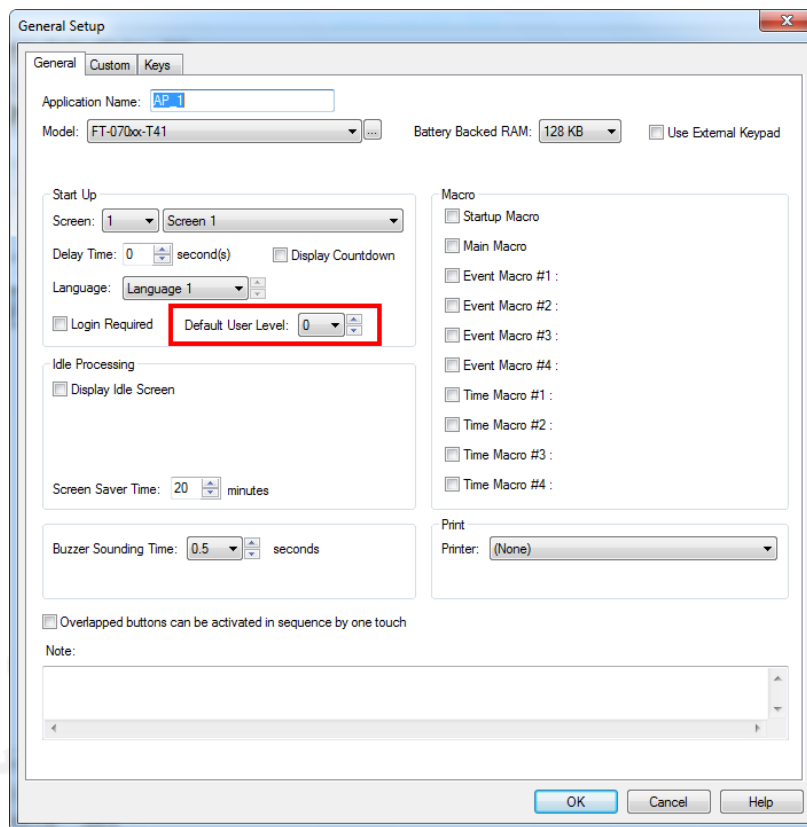 General Setup
General Custom Keys
Application Name: AP_1
Model: FT-070xx-T41 ... Battery Backed RAM: 128 KB Use External Keypad
Start Up
Screen: 1 Screen 1
Delay Time: 0 second(s) Display Countdown
Language: Language 1
Login Required Default User Level: 0
Idle Processing
Display Idle Screen
Screen Saver Time: 20 minutes
Buzzer Sounding Time: 0.5 seconds
Macro
Startup Macro
Main Macro
Event Macro #1 :
Event Macro #2 :
Event Macro #3 :
Event Macro #4 :
Time Macro #1 :
Time Macro #2 :
Time Macro #3 :
Time Macro #4 :
Print
Printer: (None)
Overlapped buttons can be activated in sequence by one touch
Note:
OK Cancel Help